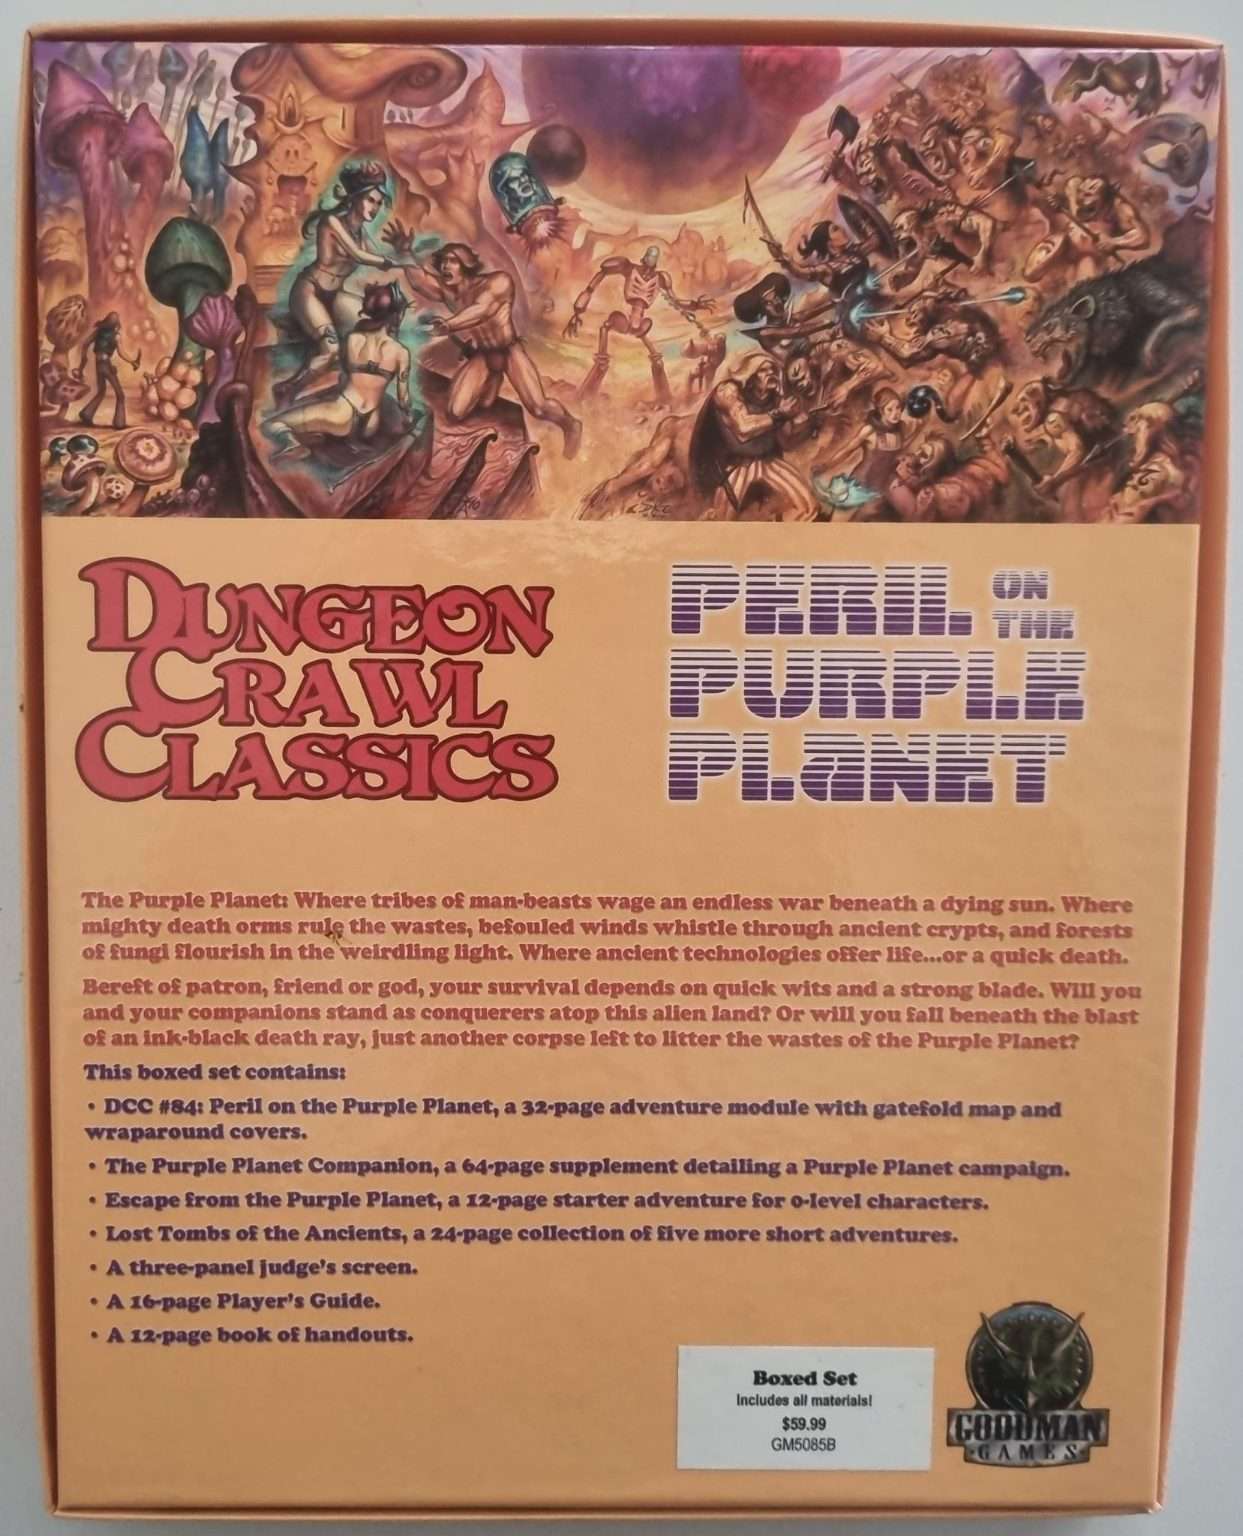 DUNGEON
CRAWL
CLASSICS
PERIL ON THE
PURPLE
PLANET
The Purple Planet: Where tribes of man-beasts wage an endless war beneath a dying sun. Where
mighty death orms rule the wastes, befouled winds whistle through ancient crypts, and forests
of fungi flourish in the weirdling light. Where ancient technologies offer life...or a quick death.
Bereft of patron, friend or god, your survival depends on quick wits and a strong blade. Will you
and your companions stand as conquerers atop this alien land? Or will you fall beneath the blast
of an ink-black death ray, just another corpse left to litter the wastes of the Purple Planet?
This boxed set contains:
• DCC #84: Peril on the Purple Planet, a 32-page adventure module with gatefold map and
wraparound covers.
• The Purple Planet Companion, a 64-page supplement detailing a Purple Planet campaign.
• Escape from the Purple Planet, a 12-page starter adventure for 0-level characters.
• Lost Tombs of the Ancients, a 24-page collection of five more short adventures.
• A three-panel judge's screen.
• A 16-page Player's Guide.
• A 12-page book of handouts.
Boxed Set
Includes all materials!
$59.99
GM5085B
GOODMAN
GAMES